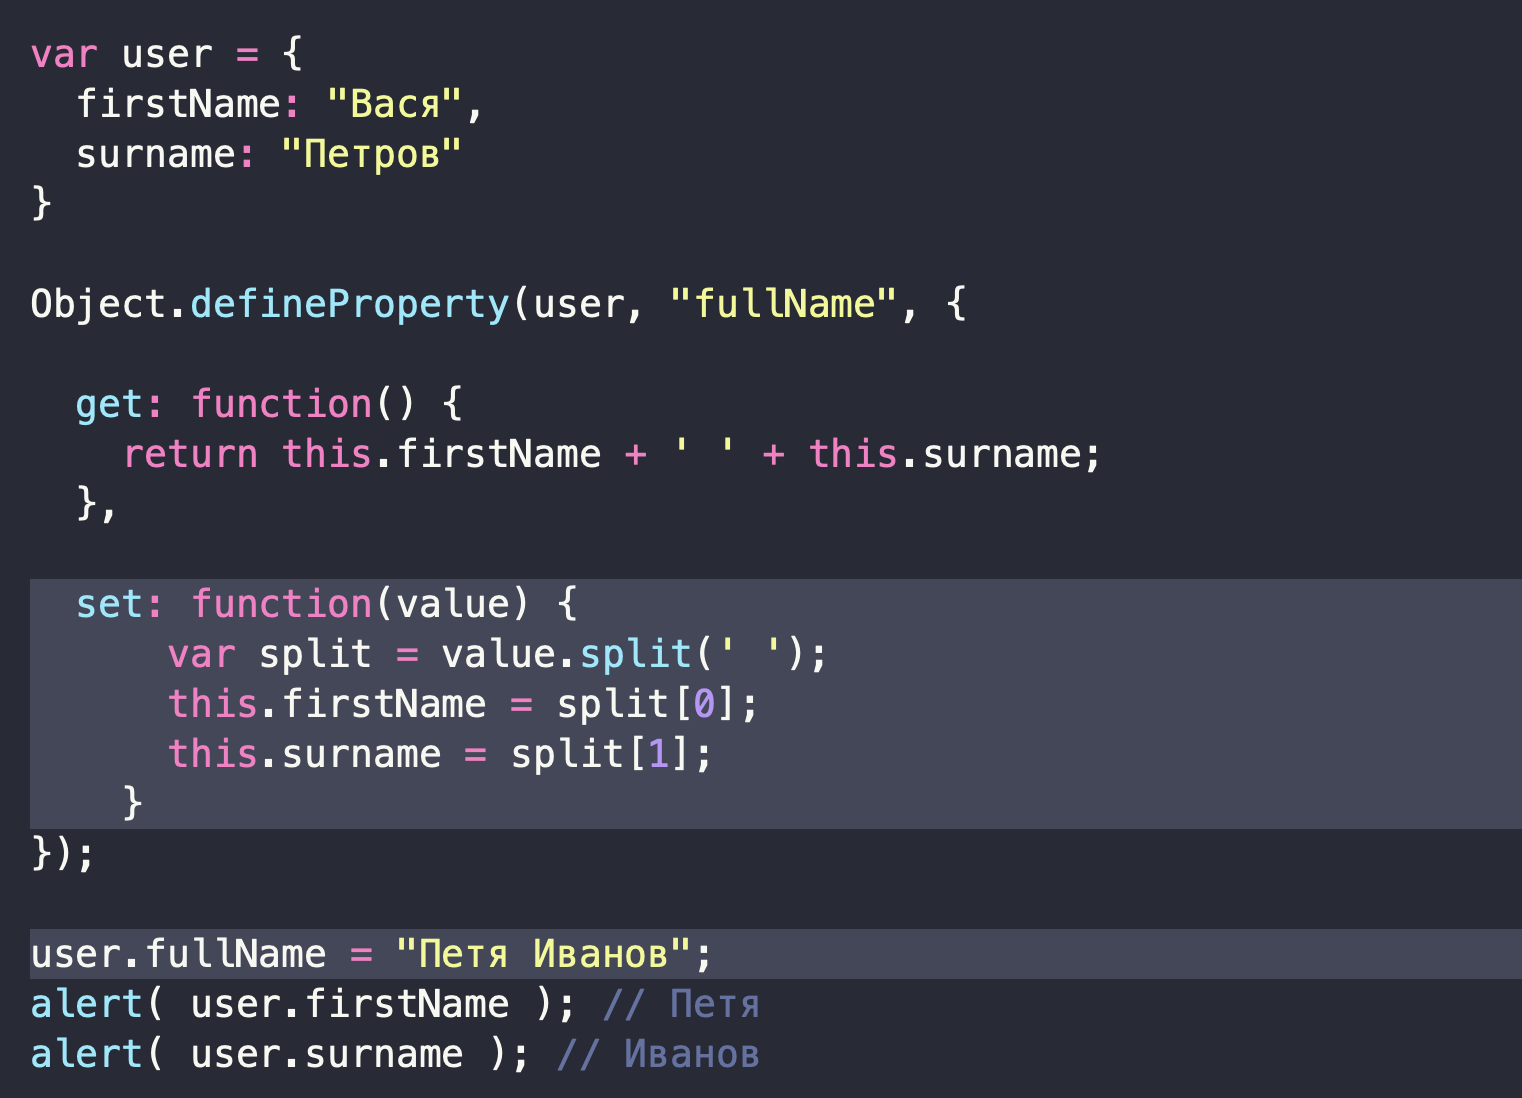 var user = {
  firstName: "Вася",
  surname: "Петров"
}

Object.defineProperty(user, "fullName", {

  get: function() {
    return this.firstName + ' ' + this.surname;
  },

  set: function(value) {
      var split = value.split(' ');
      this.firstName = split[0];
      this.surname = split[1];
    }
});

user.fullName = "Петя Иванов";
alert( user.firstName ); // Петя
alert( user.surname ); // Иванов